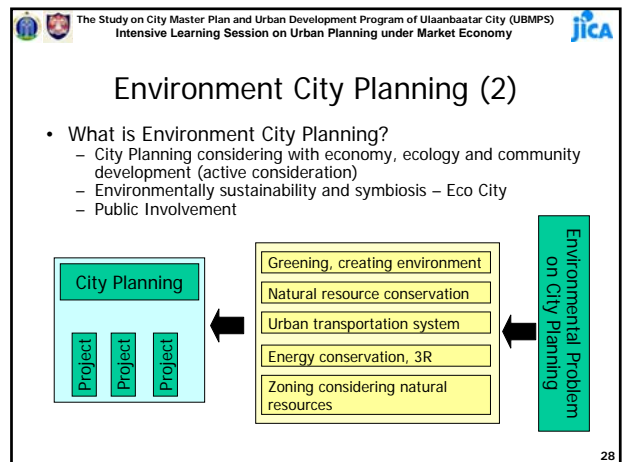 The Study on City Master Plan and Urban Development Program of Ulaanbaatar City (UBMPS)
Intensive Learning Session on Urban Planning under Market Economy
jICA
Environment City Planning (2)
• What is Environment City Planning?
– City Planning considering with economy, ecology and community
development (active consideration)
– Environmentally sustainability and symbiosis – Eco City
– Public Involvement
City Planning
Project
Project
Project
Greening, creating environment
Natural resource conservation
Urban transportation system
Energy conservation, 3R
Zoning considering natural
resources
Environmental Problem
on City Planning
28